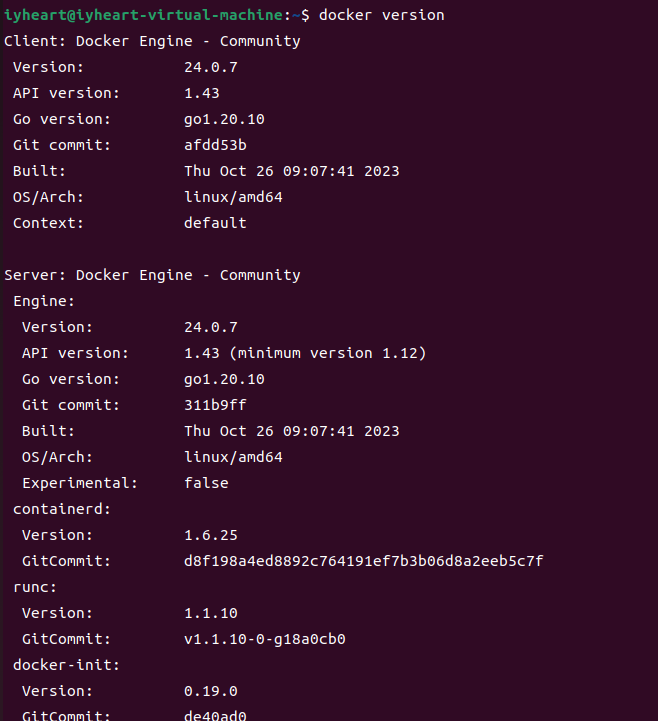 iyheart@iyheart-virtual-machine:~$ docker version
Client: Docker Engine - Community
 Version:           24.0.7
 API version:       1.43
 Go version:        go1.20.10
 Git commit:        afdd53b
 Built:             Thu Oct 26 09:07:41 2023
 OS/Arch:           linux/amd64
 Context:           default

Server: Docker Engine - Community
 Engine:
  Version:          24.0.7
  API version:      1.43 (minimum version 1.12)
  Go version:       go1.20.10
  Git commit:       311b9ff
  Built:            Thu Oct 26 09:07:41 2023
  OS/Arch:          linux/amd64
  Experimental:     false
 containerd:
  Version:          1.6.25
  GitCommit:        d8f198a4ed8892c764191ef7b3b06d8a2eeb5c7f
 runc:
  Version:          1.1.10
  GitCommit:        v1.1.10-0-g18a0cb0
 docker-init:
  Version:          0.19.0
  GitCommit:        de40ad0